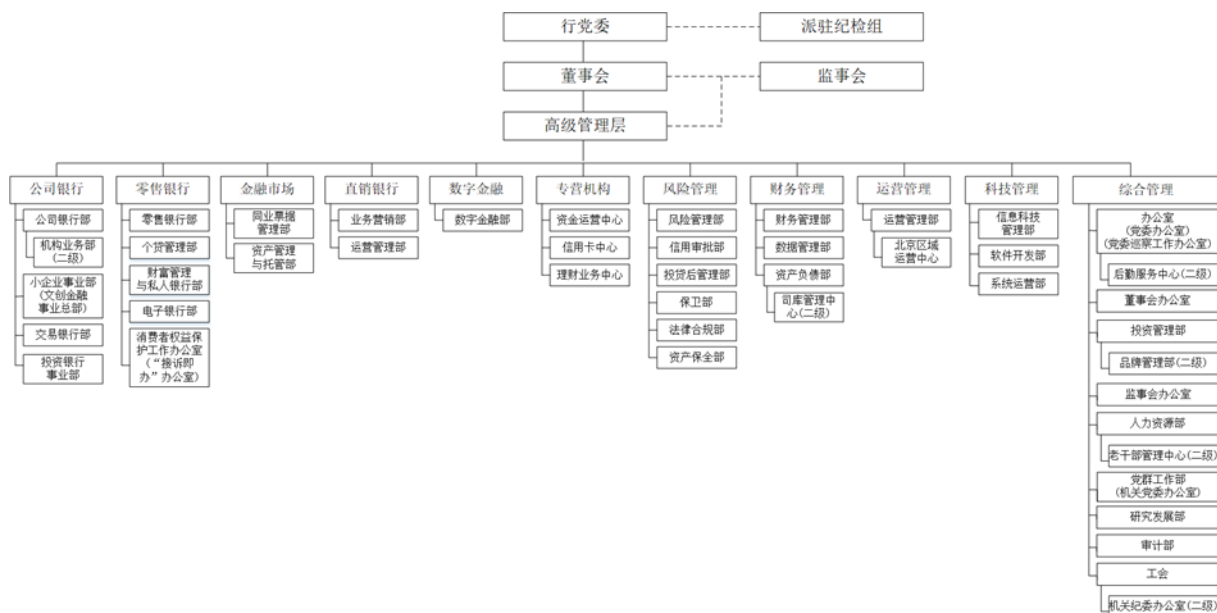 行党委
派驻纪检组
董事会
监事会
高级管理层
公司银行
零售银行
金融市场
直销银行
数字金融
专营机构
风险管理
财务管理
运营管理
科技管理
综合管理
公司银行部
机构业务部
(二级)
小企业事业部
(文创金融
事业总部)
交易银行部
投资银行
事业部
零售银行部
个贷管理部
财富管理
与私人银行部
电子银行部
消费者权益保
护工作办公室
(“接诉即
办”办公室)
同业票据
管理部
资产管理
与托管部
业务营销部
运营管理部
数字金融部
资金运营中心
信用卡中心
理财业务中心
风险管理部
信用审批部
投贷后管理部
保卫部
法律合规部
资产保全部
财务管理部
数据管理部
资产负债部
司库管理中
心(二级)
运营管理部
北京区域
运营中心
信息科技
管理部
软件开发部
系统运营部
办公室
(党委办公室)
(党委巡察工作办公室)
后勤服务中心(二级)
董事会办公室
投资管理部
品牌管理部(二级)
监事会办公室
人力资源部
老干部管理中心(二级)
党群工作部
(机关党委办公室)
研究发展部
审计部
工会
机关纪委办公室(二级)